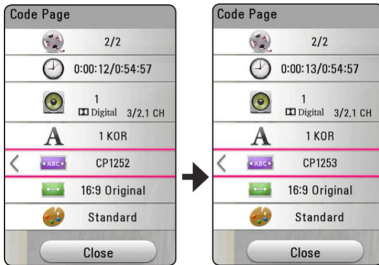 Code Page
2/2
0:00:12/0:54:57
1
Digital 3/2.1 CH
A 1 KOR
ABC CP1252
16:9 Original
Standard
Close
Code Page
2/2
0:00:13/0:54:57
1
Digital 3/2.1 CH
A 1 KOR
ABC CP1253
16:9 Original
Standard
Close